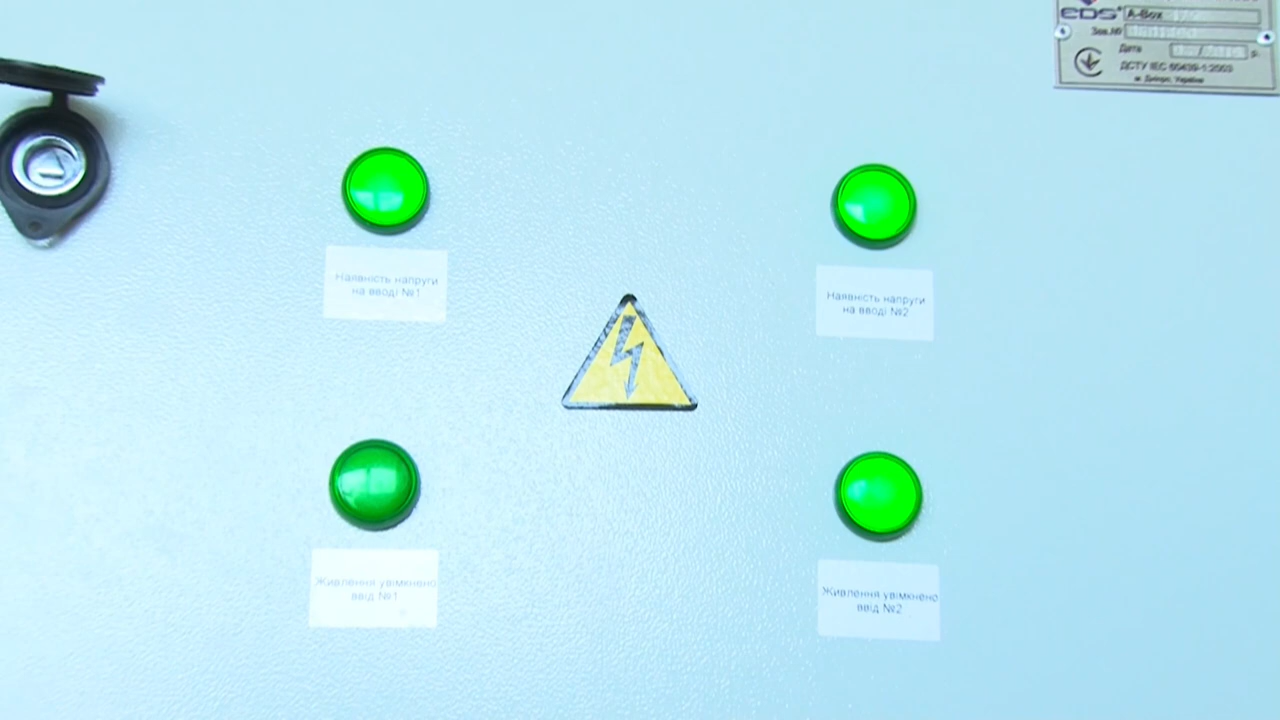 EDS
A-Box
Зав.№
Дата р.
ДСТУ IEC 60439-1:2003
м. Дніпро, Україна
Наявність напруги
на вводі №1
Наявність напруги
на вводі №2
Живлення увімкнено
ввід №1
Живлення увімкнено
ввід №2